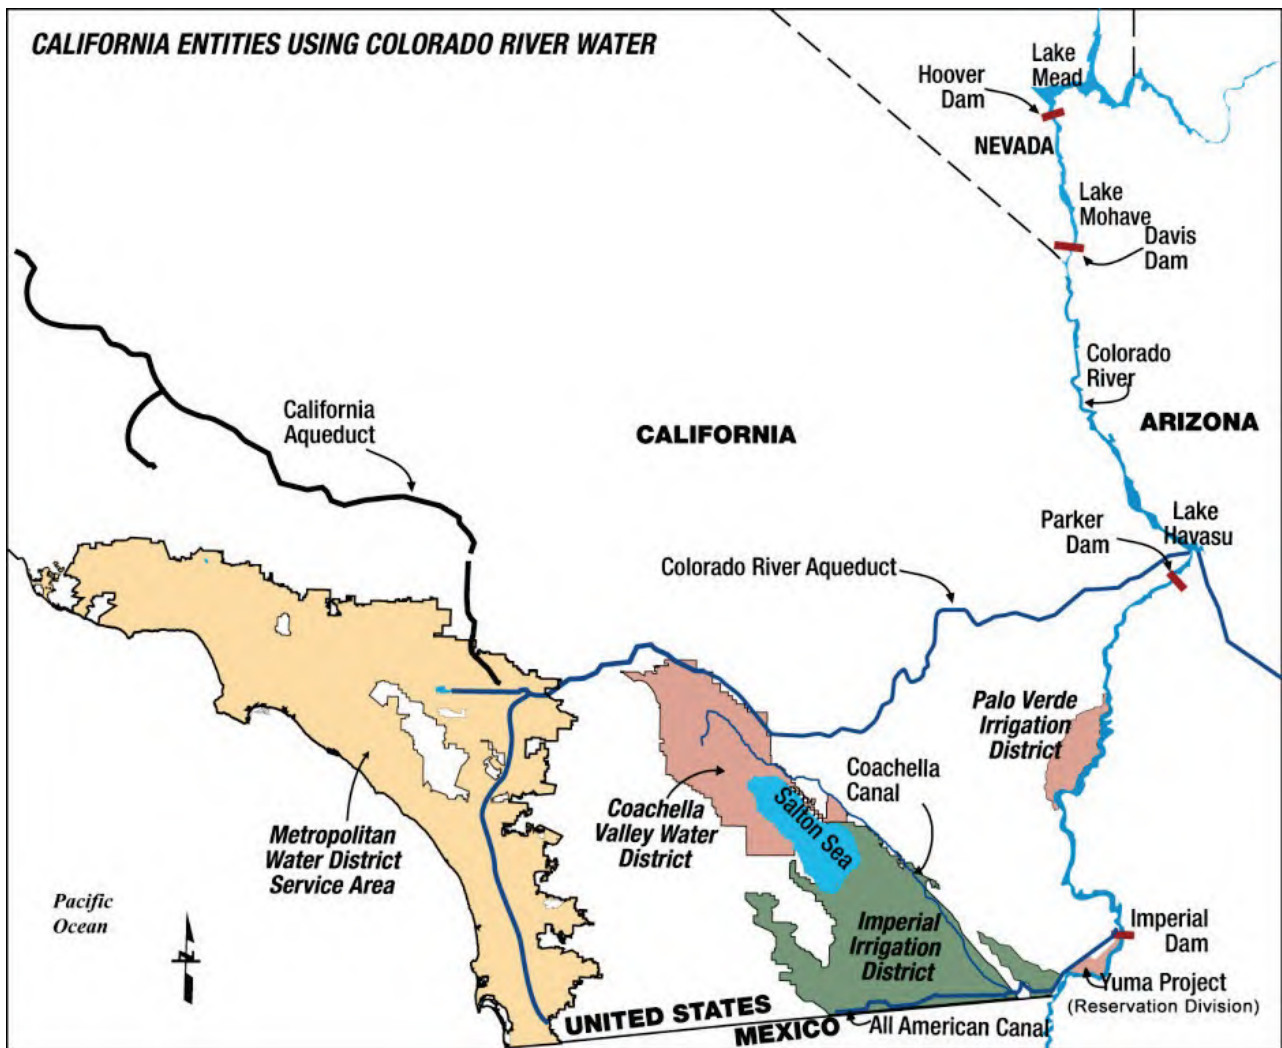 CALIFORNIA ENTITIES USING COLORADO RIVER WATER
Lake
Mead
Hoover
Dam
NEVADA
Lake
Mohave
Davis
Dam
Colorado
River
ARIZONA
California
Aqueduct
CALIFORNIA
Parker
Dam
Lake
Havasu
Colorado River Aqueduct
Palo Verde
Irrigation
District
Coachella
Canal
Salton Sea
Coachella
Valley Water
District
Metropolitan
Water District
Service Area
Pacific
Ocean
N
Imperial
Irrigation
District
Imperial
Dam
Yuma Project
(Reservation Division)
UNITED STATES
MEXICO
All American Canal